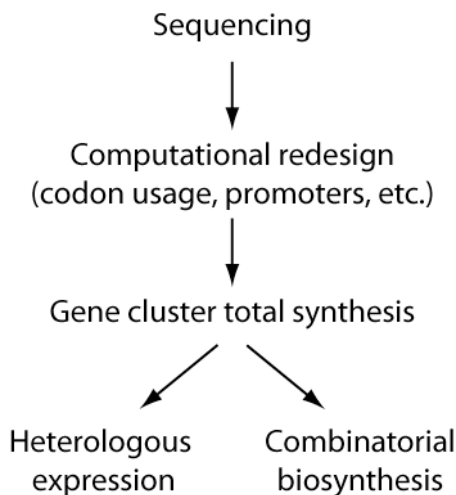 Sequencing
Computational redesign
(codon usage, promoters, etc.)
Gene cluster total synthesis
Heterologous
expression
Combinatorial
biosynthesis